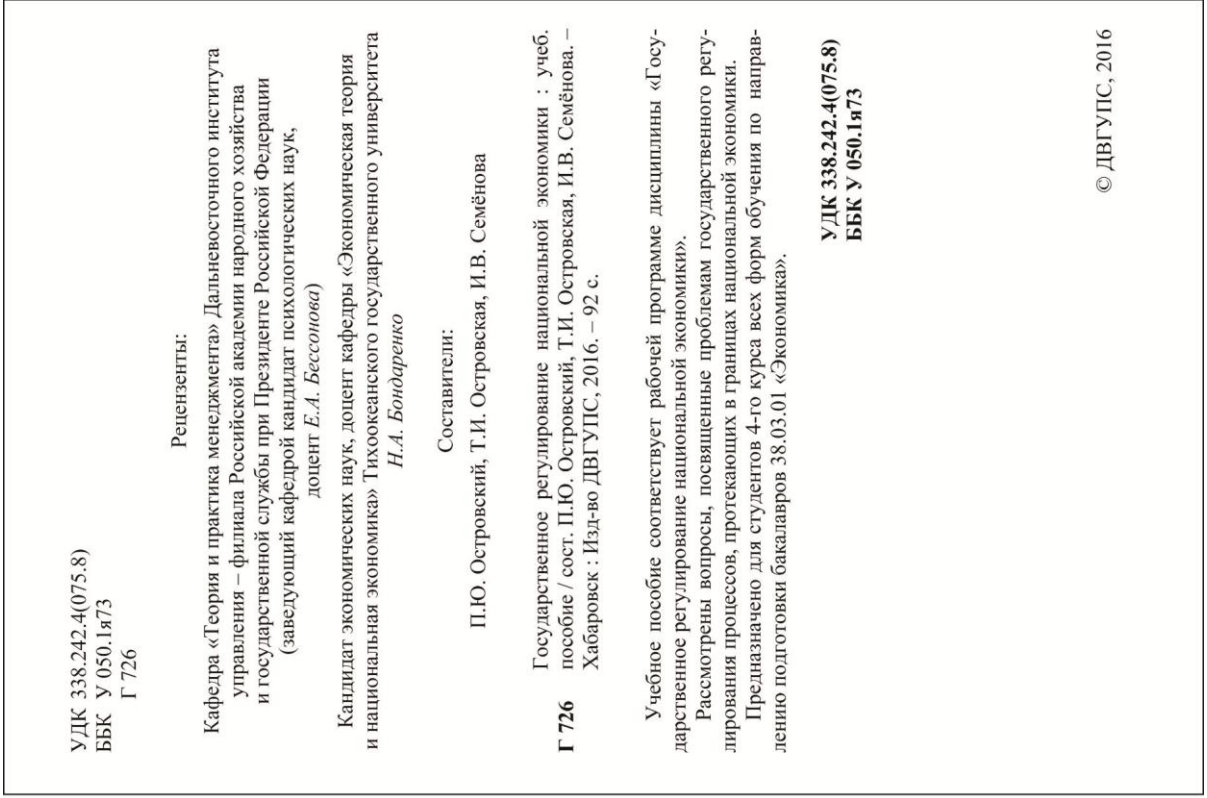 УДК 338.242.4(075.8)
ББК У 050.1я73
Г 726
Рецензенты:
Кафедра «Теория и практика менеджмента» Дальневосточного института
управления – филиала Российской академии народного хозяйства
и государственной службы при Президенте Российской Федерации
(заведующий кафедрой кандидат психологических наук,
доцент Е.А. Бессонова)
Кандидат экономических наук, доцент кафедры «Экономическая теория
и национальная экономика» Тихоокеанского государственного университета
Н.А. Бондаренко
Составители:
П.Ю. Островский, Т.И. Островская, И.В. Семёнова
Государственное регулирование национальной экономики : учеб.
Г 726 пособие / сост. П.Ю. Островский, Т.И. Островская, И.В. Семёнова. –
Хабаровск : Изд-во ДВГУПС, 2016. – 92 с.
Учебное пособие соответствует рабочей программе дисциплины «Госу-
дарственное регулирование национальной экономики».
Рассмотрены вопросы, посвященные проблемам государственного регу-
лирования процессов, протекающих в границах национальной экономики.
Предназначено для студентов 4-го курса всех форм обучения по направ-
лению подготовки бакалавров 38.03.01 «Экономика».
УДК 338.242.4(075.8)
ББК У 050.1я73
© ДВГУПС, 2016